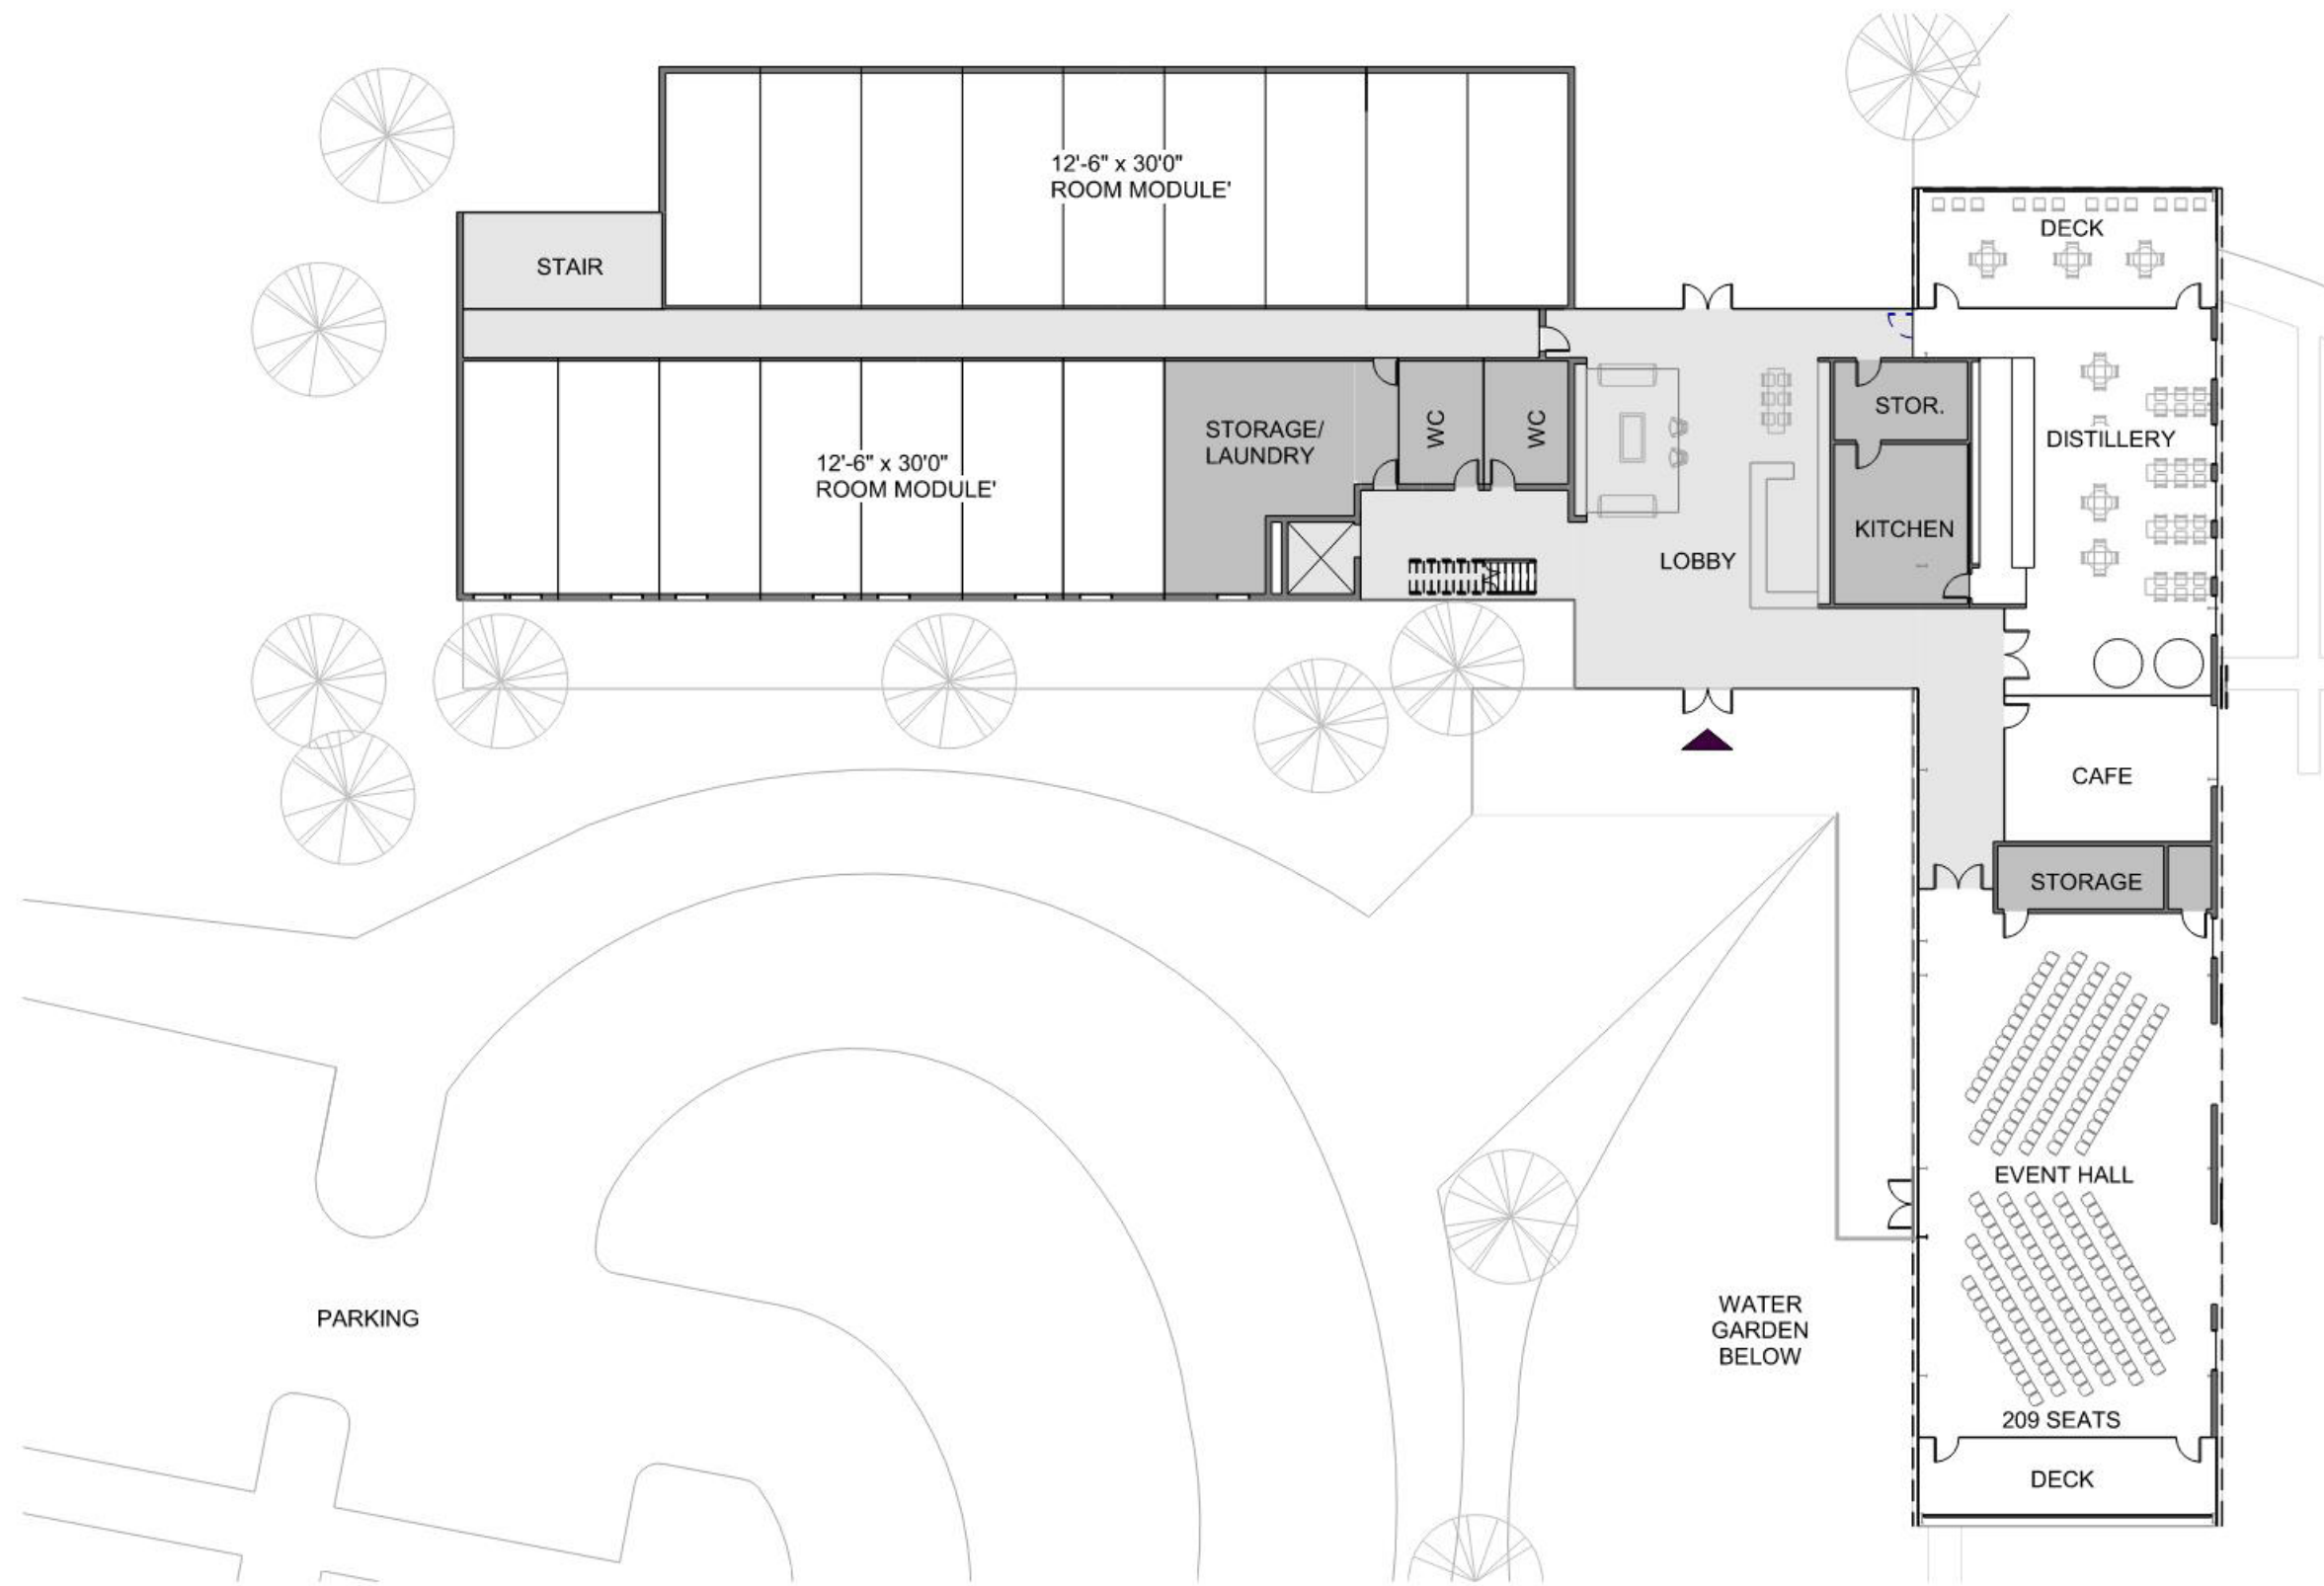 12'-6" x 30'0"
ROOM MODULE'
STAIR
DECK
STOR.
WC
WC
STORAGE/
LAUNDRY
DISTILLERY
12'-6" x 30'0"
ROOM MODULE'
KITCHEN
LOBBY
CAFE
STORAGE
EVENT HALL
PARKING
WATER
GARDEN
BELOW
209 SEATS
DECK